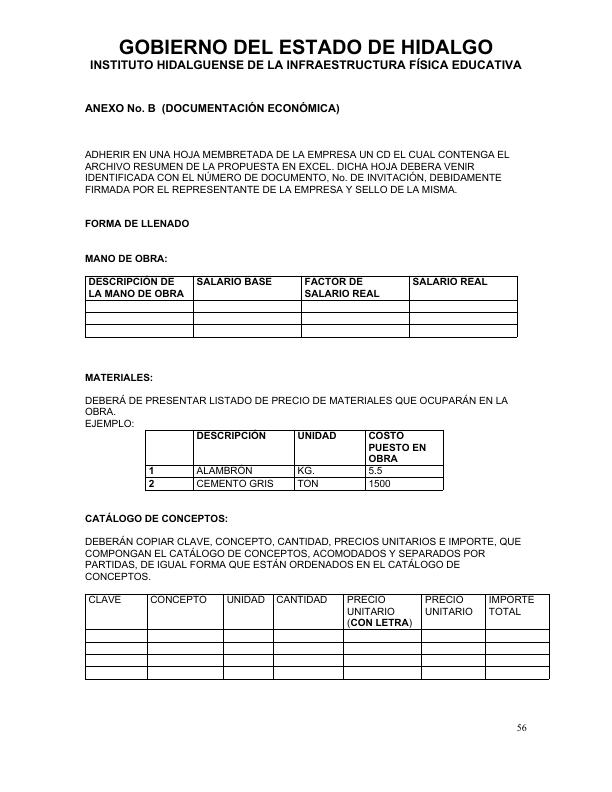 GOBIERNO DEL ESTADO DE HIDALGO
INSTITUTO HIDALGUENSE DE LA INFRAESTRUCTURA FÍSICA EDUCATIVA
ANEXO No. B (DOCUMENTACIÓN ECONÓMICA)
ADHERIR EN UNA HOJA MEMBRETADA DE LA EMPRESA UN CD EL CUAL CONTENGA EL
ARCHIVO RESUMEN DE LA PROPUESTA EN EXCEL. DICHA HOJA DEBERA VENIR
IDENTIFICADA CON EL NÚMERO DE DOCUMENTO, No. DE INVITACIÓN, DEBIDAMENTE
FIRMADA POR EL REPRESENTANTE DE LA EMPRESA Y SELLO DE LA MISMA.
FORMA DE LLENADO
MANO DE OBRA:
DESCRIPCIÓN DE SALARIO BASE FACTOR DE SALARIO REAL
LA MANO DE OBRA SALARIO REAL
MATERIALES:
DEBERÁ DE PRESENTAR LISTADO DE PRECIO DE MATERIALES QUE OCUPARÁN EN LA
OBRA.
EJEMPLO:
DESCRIPCIÓN UNIDAD COSTO
PUESTO EN
OBRA
1 ALAMBRÓN KG. 5.5
2 CEMENTO GRIS TON 1500
CATÁLOGO DE CONCEPTOS:
DEBERÁN COPIAR CLAVE, CONCEPTO, CANTIDAD, PRECIOS UNITARIOS E IMPORTE, QUE
COMPONGAN EL CATÁLOGO DE CONCEPTOS, ACOMODADOS Y SEPARADOS POR
PARTIDAS, DE IGUAL FORMA QUE ESTÁN ORDENADOS EN EL CATÁLOGO DE
CONCEPTOS.
CLAVE CONCEPTO UNIDAD CANTIDAD PRECIO PRECIO IMPORTE
UNITARIO UNITARIO TOTAL
(CON LETRA)
56